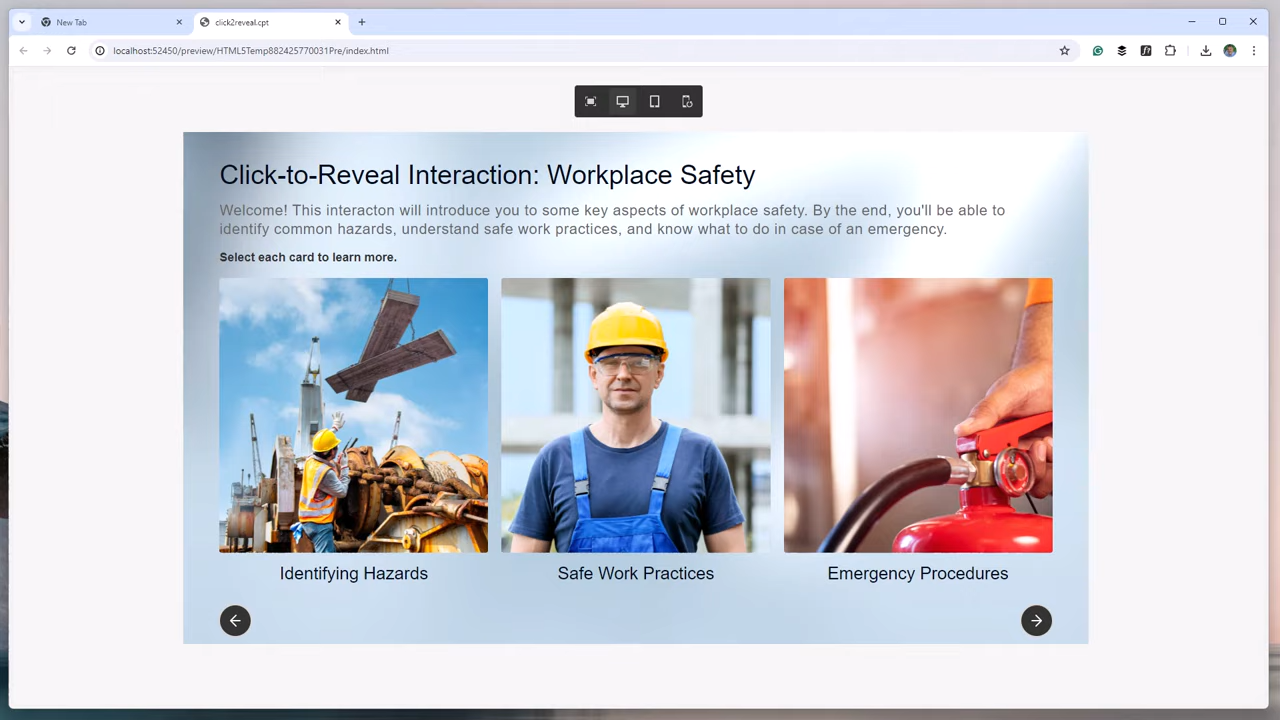 New Tab
click2reveal.cpt
localhost:52450/preview/HTML5Temp882425770031Pre/index.html
Click-to-Reveal Interaction: Workplace Safety
Welcome! This interacton will introduce you to some key aspects of workplace safety. By the end, you'll be able to
identify common hazards, understand safe work practices, and know what to do in case of an emergency.
Select each card to learn more.
Identifying Hazards
Safe Work Practices
Emergency Procedures